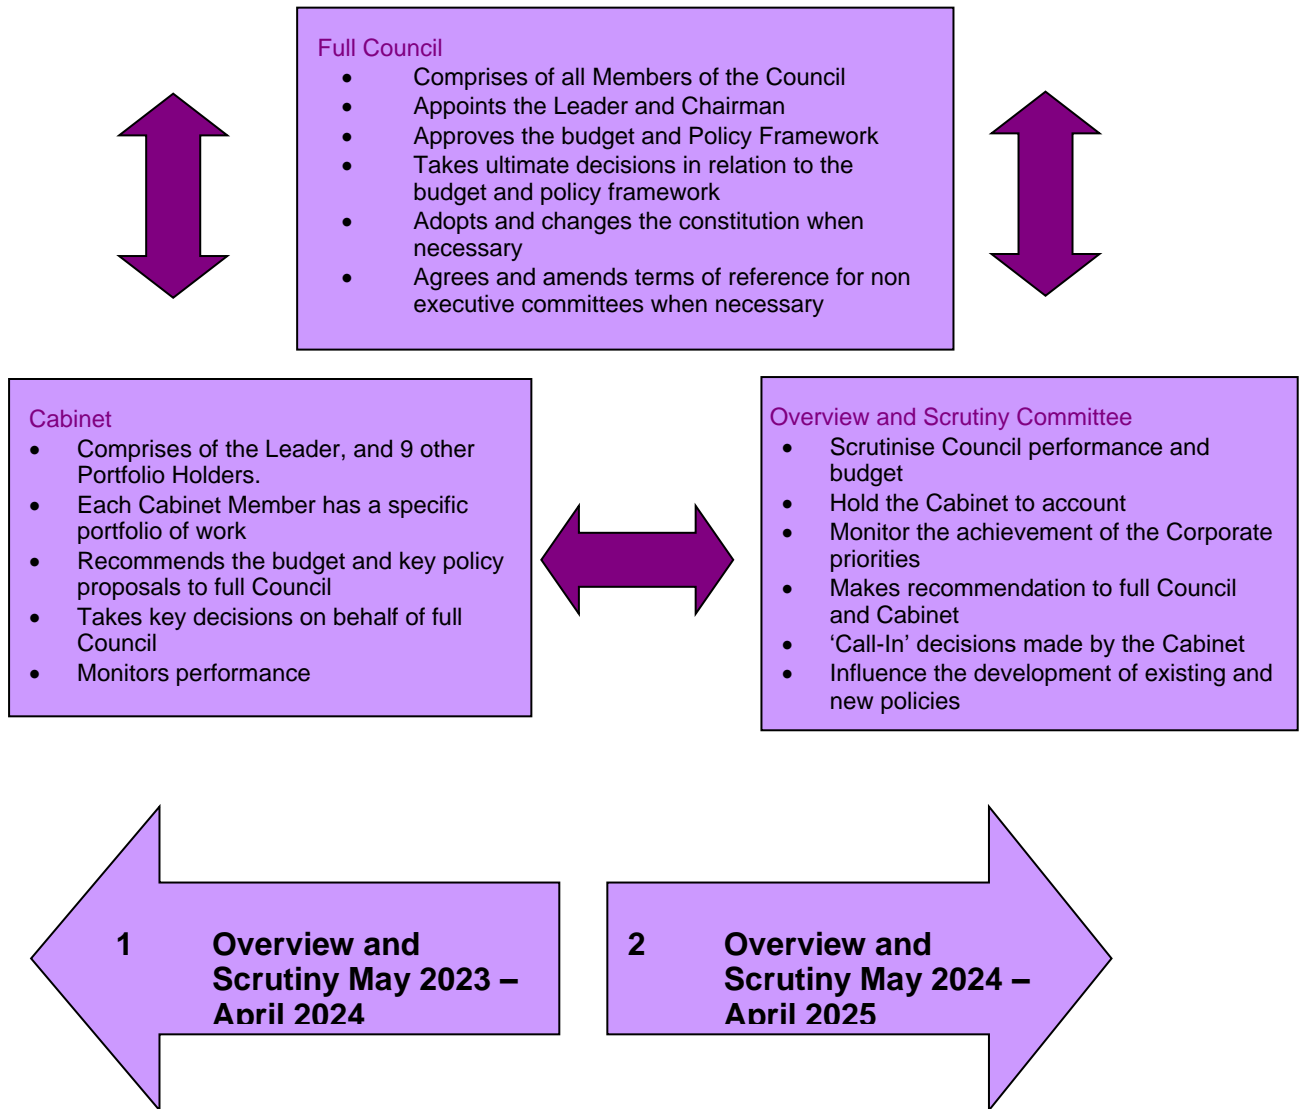 Full Council
• Comprises of all Members of the Council
• Appoints the Leader and Chairman
• Approves the budget and Policy Framework
• Takes ultimate decisions in relation to the
budget and policy framework
• Adopts and changes the constitution when
necessary
• Agrees and amends terms of reference for non
executive committees when necessary
Cabinet
• Comprises of the Leader, and 9 other
Portfolio Holders.
• Each Cabinet Member has a specific
portfolio of work
• Recommends the budget and key policy
proposals to full Council
• Takes key decisions on behalf of full
Council
• Monitors performance
Overview and Scrutiny Committee
• Scrutinise Council performance and
budget
• Hold the Cabinet to account
• Monitor the achievement of the Corporate
priorities
• Makes recommendation to full Council
and Cabinet
• ‘Call-In’ decisions made by the Cabinet
• Influence the development of existing and
new policies
1 Overview and
Scrutiny May 2023 –
April 2024
2 Overview and
Scrutiny May 2024 –
April 2025